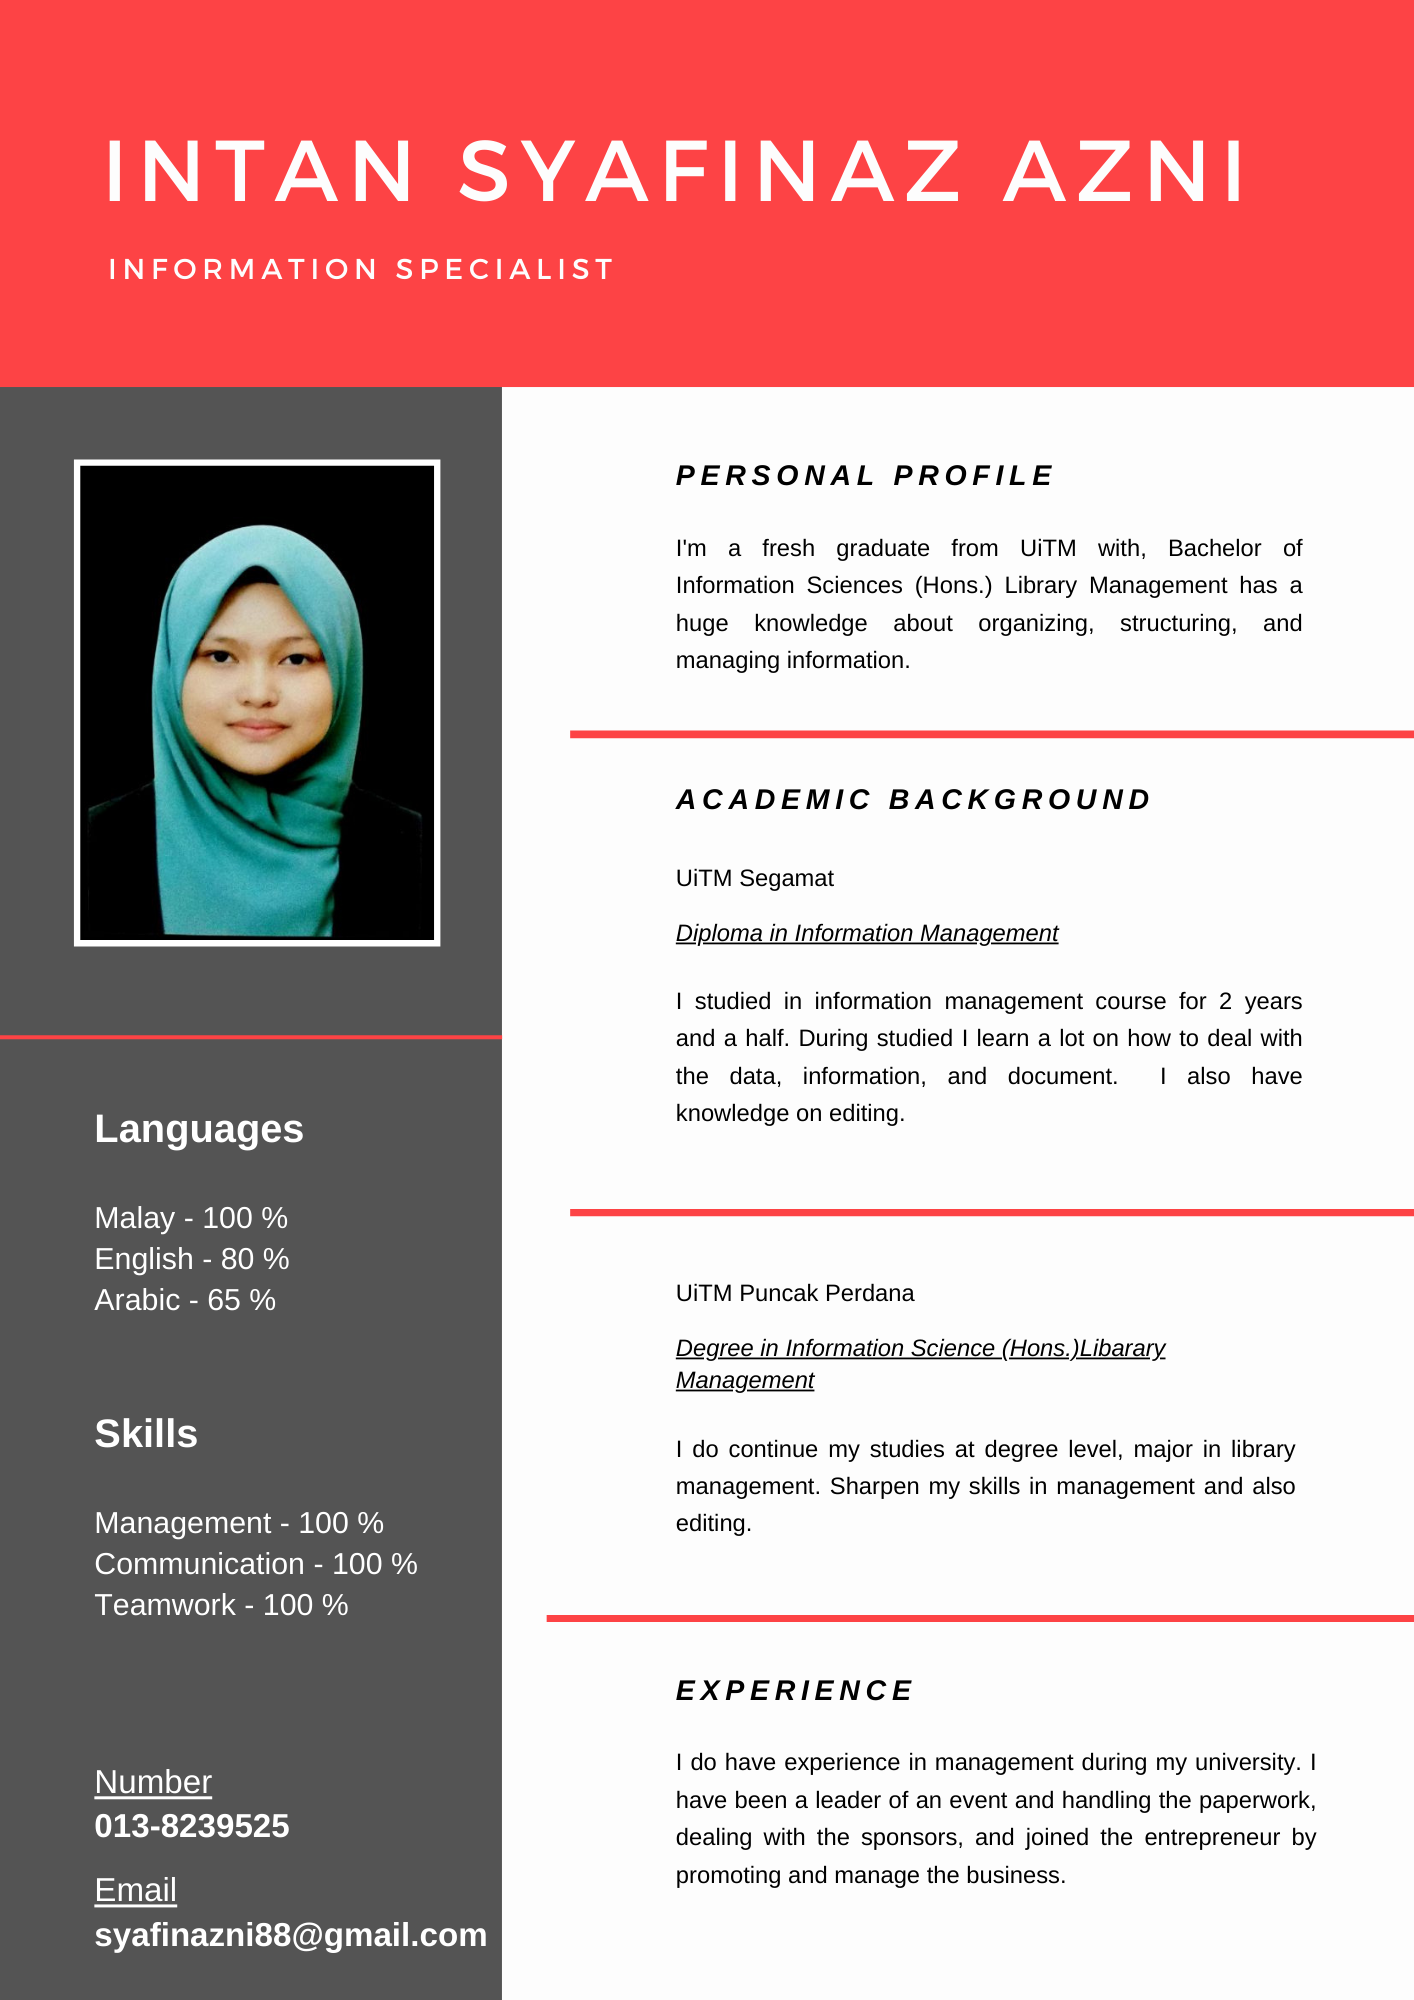 INTAN SYAFINAZ AZNI
INFORMATION SPECIALIST
Languages
Malay - 100 %
English - 80 %
Arabic - 65 %
Skills
Management - 100 %
Communication - 100 %
Teamwork - 100 %
Number
013-8239525
Email
syafinazni88@gmail.com
PERSONAL PROFILE
I'm a fresh graduate from UiTM with, Bachelor of
Information Sciences (Hons.) Library Management has a
huge knowledge about organizing, structuring, and
managing information.
ACADEMIC BACKGROUND
UiTM Segamat
Diploma in Information Management
I studied in information management course for 2 years
and a half. During studied I learn a lot on how to deal with
the data, information, and document. I also have
knowledge on editing.
UiTM Puncak Perdana
Degree in Information Science (Hons.)Libarary
Management
I do continue my studies at degree level, major in library
management. Sharpen my skills in management and also
editing.
EXPERIENCE
I do have experience in management during my university. I
have been a leader of an event and handling the paperwork,
dealing with the sponsors, and joined the entrepreneur by
promoting and manage the business.